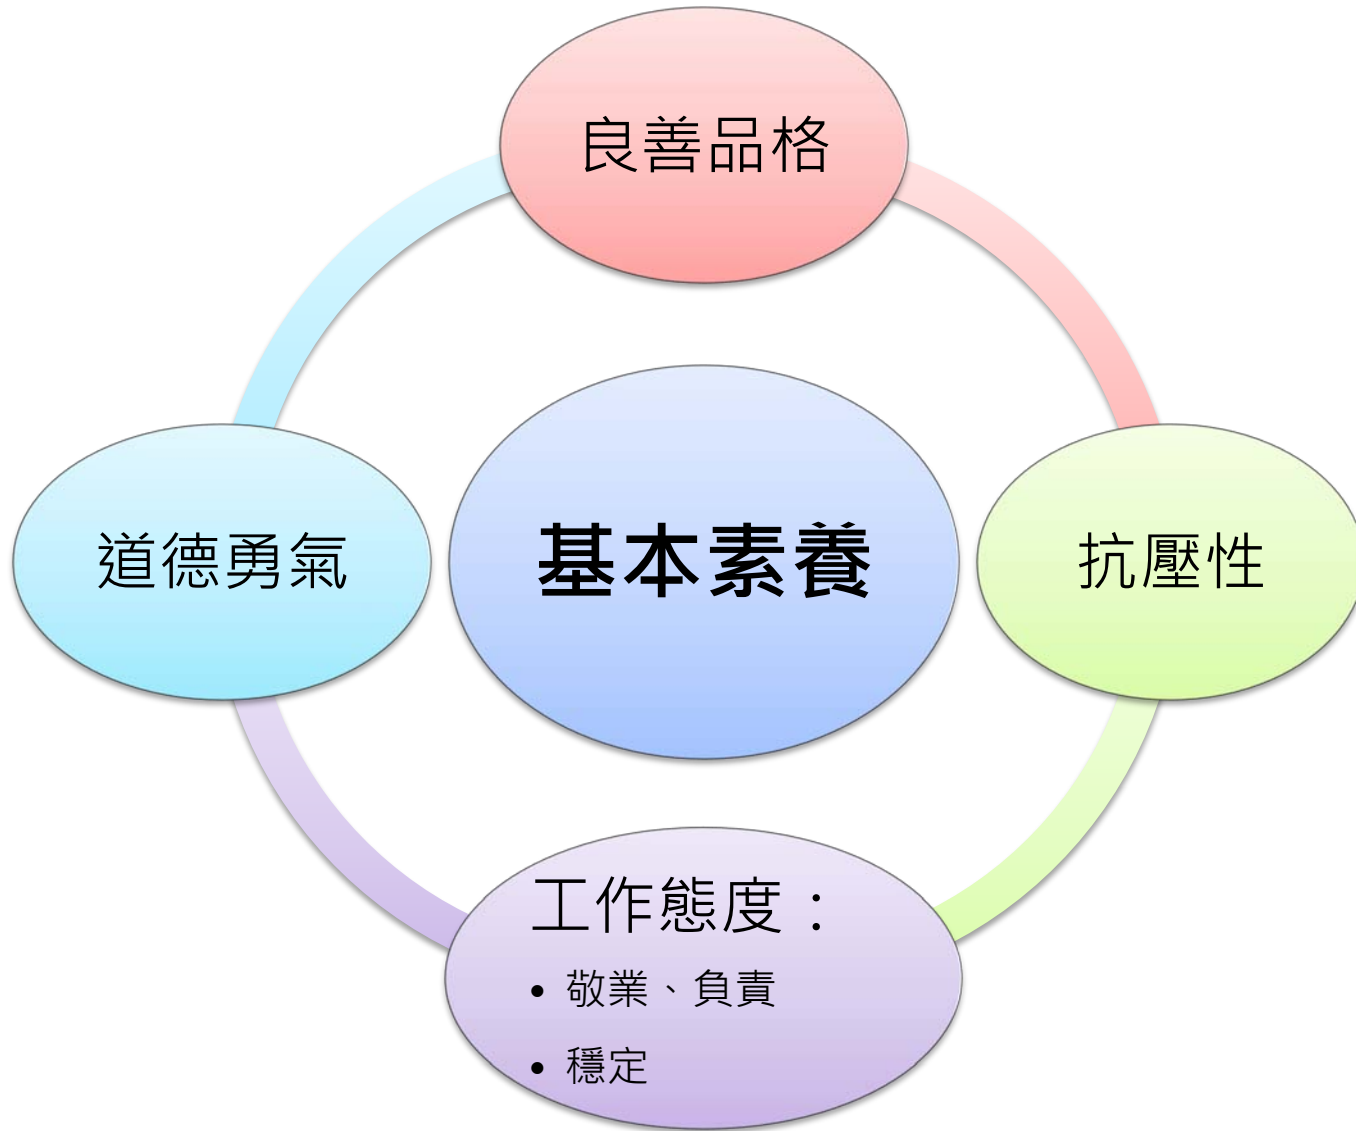 良善品格
道德勇氣
基本素養
抗壓性
工作態度：
• 敬業、負責
• 穩定